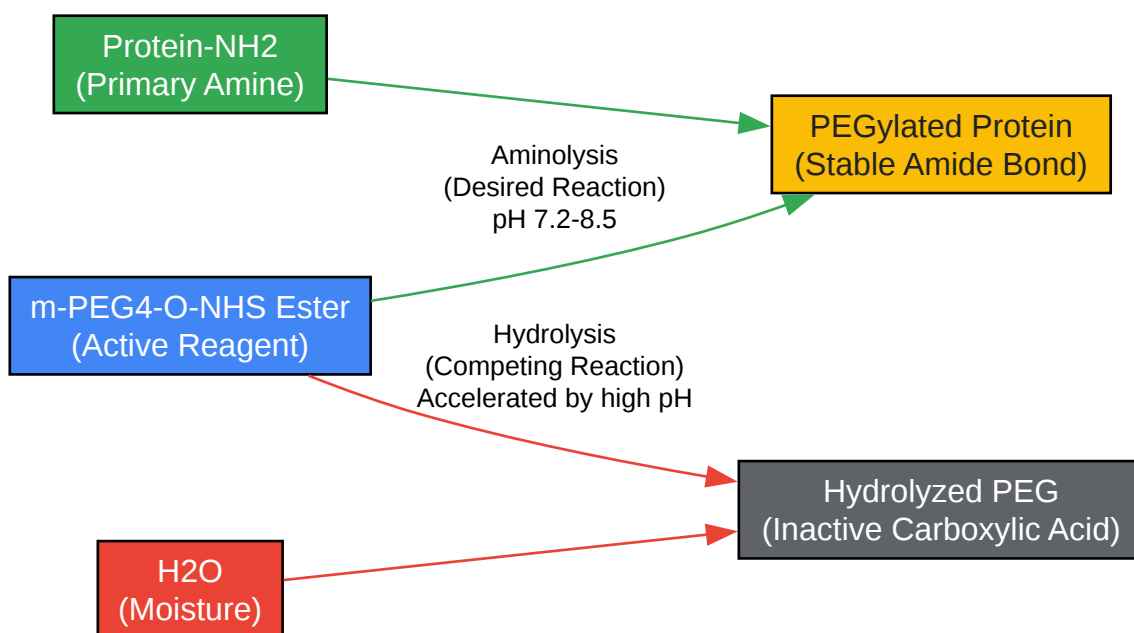 Protein-NH2
(Primary Amine)
PEGylated Protein
(Stable Amide Bond)
Aminolysis
(Desired Reaction)
pH 7.2-8.5
m-PEG4-O-NHS Ester
(Active Reagent)
Hydrolysis
(Competing Reaction)
Accelerated by high pH
Hydrolyzed PEG
(Inactive Carboxylic Acid)
H2O
(Moisture)